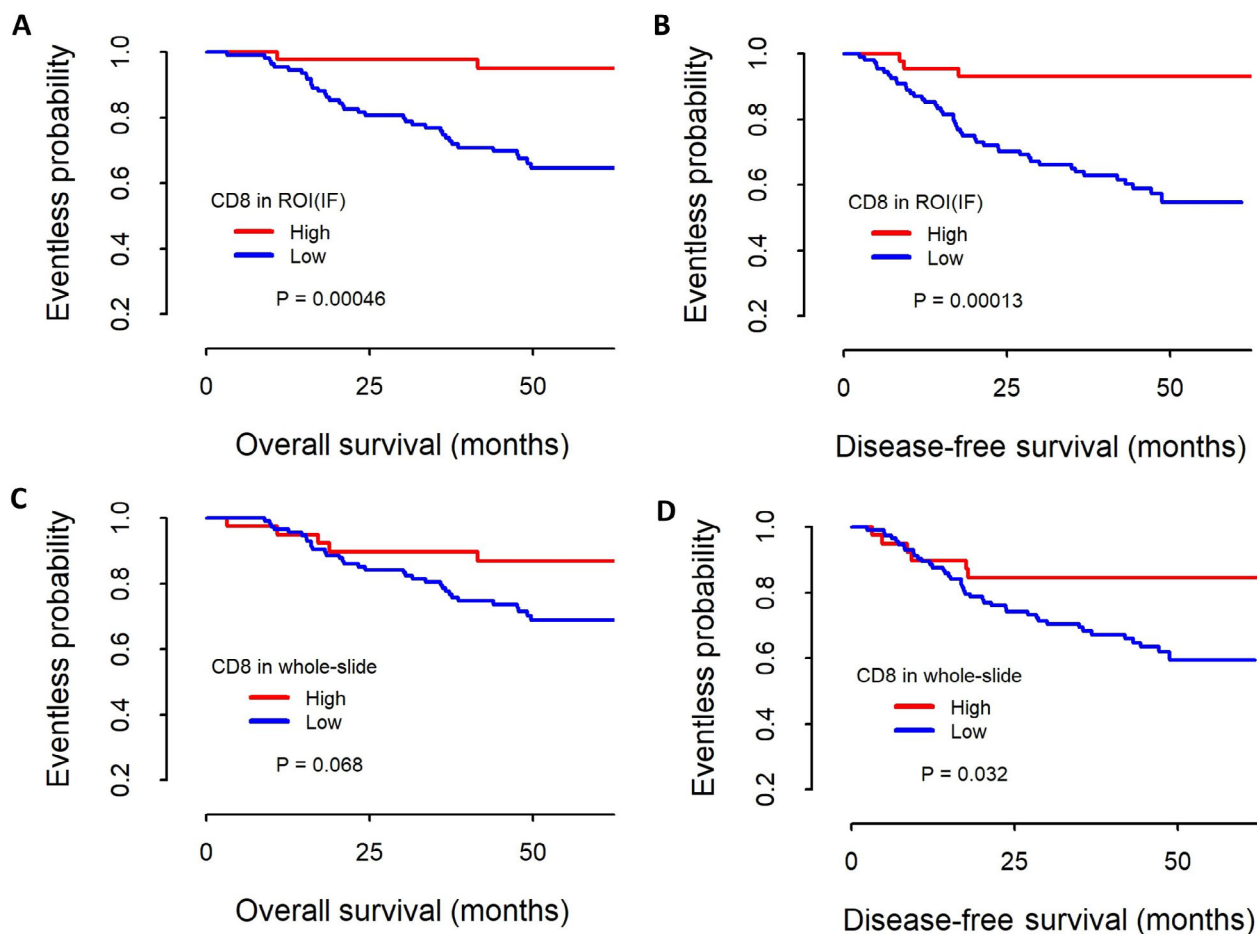 A
Eventless probability
1.0
0.8
0.6
0.4
0.2
CD8 in ROI(IF)
High
Low
P = 0.00046
0 25 50
Overall survival (months)
B
Eventless probability
1.0
0.8
0.6
0.4
0.2
CD8 in ROI(IF)
High
Low
P = 0.00013
0 25 50
Disease-free survival (months)
C
Eventless probability
1.0
0.8
0.6
0.4
0.2
CD8 in whole-slide
High
Low
P = 0.068
0 25 50
Overall survival (months)
D
Eventless probability
1.0
0.8
0.6
0.4
0.2
CD8 in whole-slide
High
Low
P = 0.032
0 25 50
Disease-free survival (months)